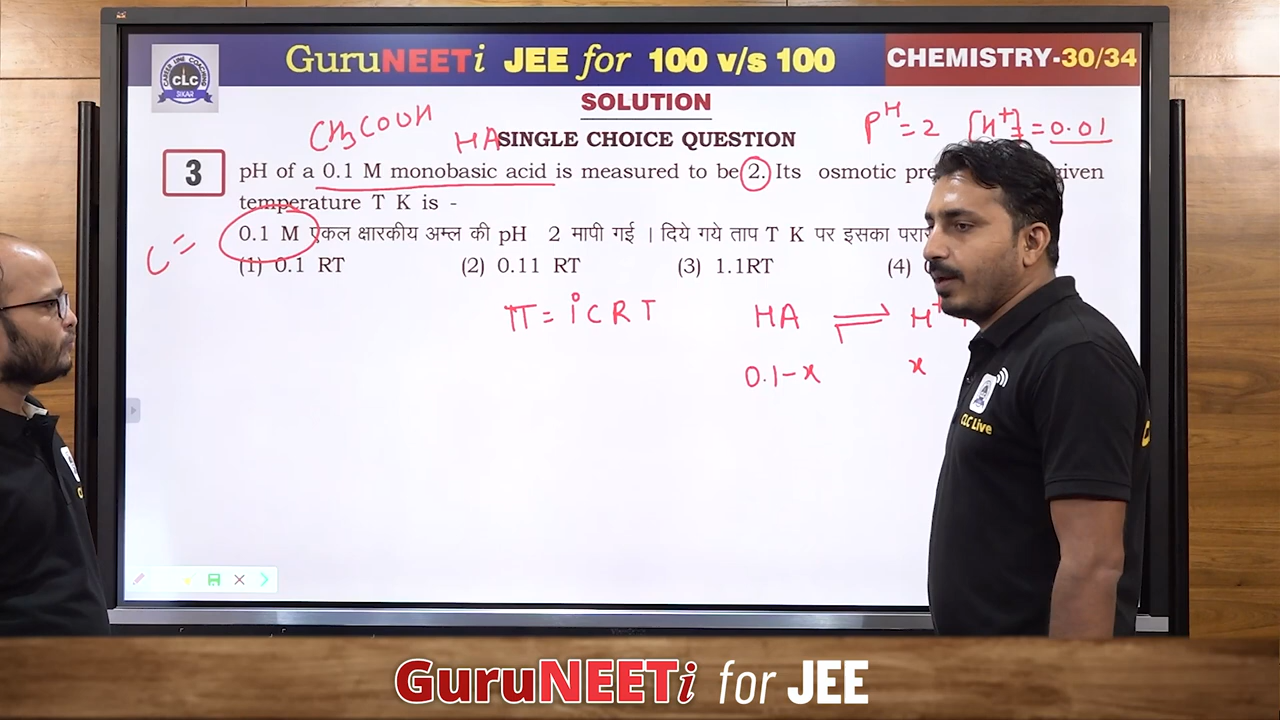 GuruNEETi JEE for 100 v/s 100
CHEMISTRY-30/34
CLC
SIKAR
SOLUTION
CH3COOH
HA
pH = 2 [H+] = 0.01
SINGLE CHOICE QUESTION
3
pH of a 0.1 M monobasic acid is measured to be 2. Its osmotic given
temperature T K is -
C =
0.1 M एकल क्षारकीय अम्ल की pH 2 मापी गई । दिये गये ताप T K पर इसका
(1) 0.1 RT (2) 0.11 RT (3) 1.1RT (4)
π = i C R T
HA ⇌ H+
0.1-x x
CLC Live
GuruNEETi for JEE